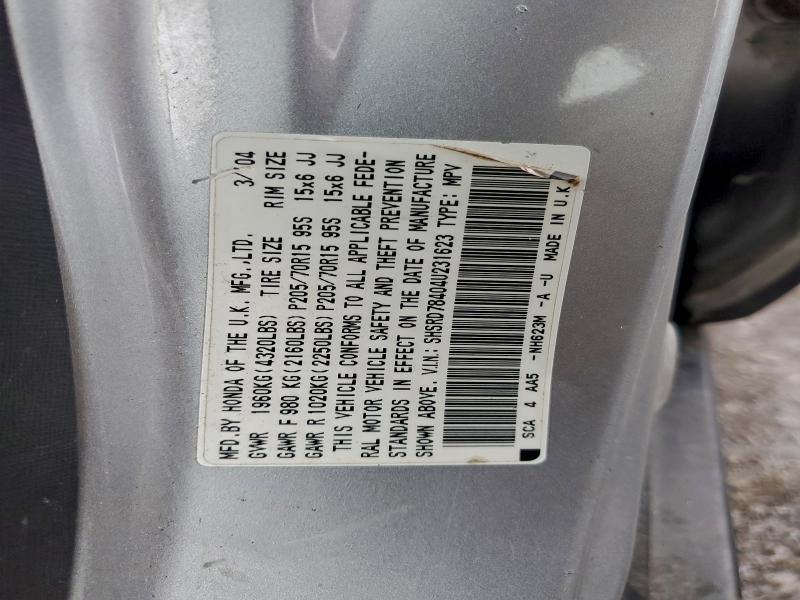 MFD. BY HONDA OF THE U.K. MFG.,LTD. 3/'04
GVWR 1960KG(4320LBS) TIRE SIZE RIM SIZE
GAWR F 980 KG(2160LBS) P205/70R15 95S 15x6 JJ
GAWR R 1020KG(2250LBS) P205/70R15 95S 15x6 JJ
THIS VEHICLE CONFORMS TO ALL APPLICABLE FEDE-
RAL MOTOR VEHICLE SAFETY AND THEFT PREVENTION
STANDARDS IN EFFECT ON THE DATE OF MANUFACTURE
SHOWN ABOVE. V.I.N.: SHSRD78404U231623 TYPE: MPV
SCA 4 AA5 -NH623M -A -U MADE IN U.K